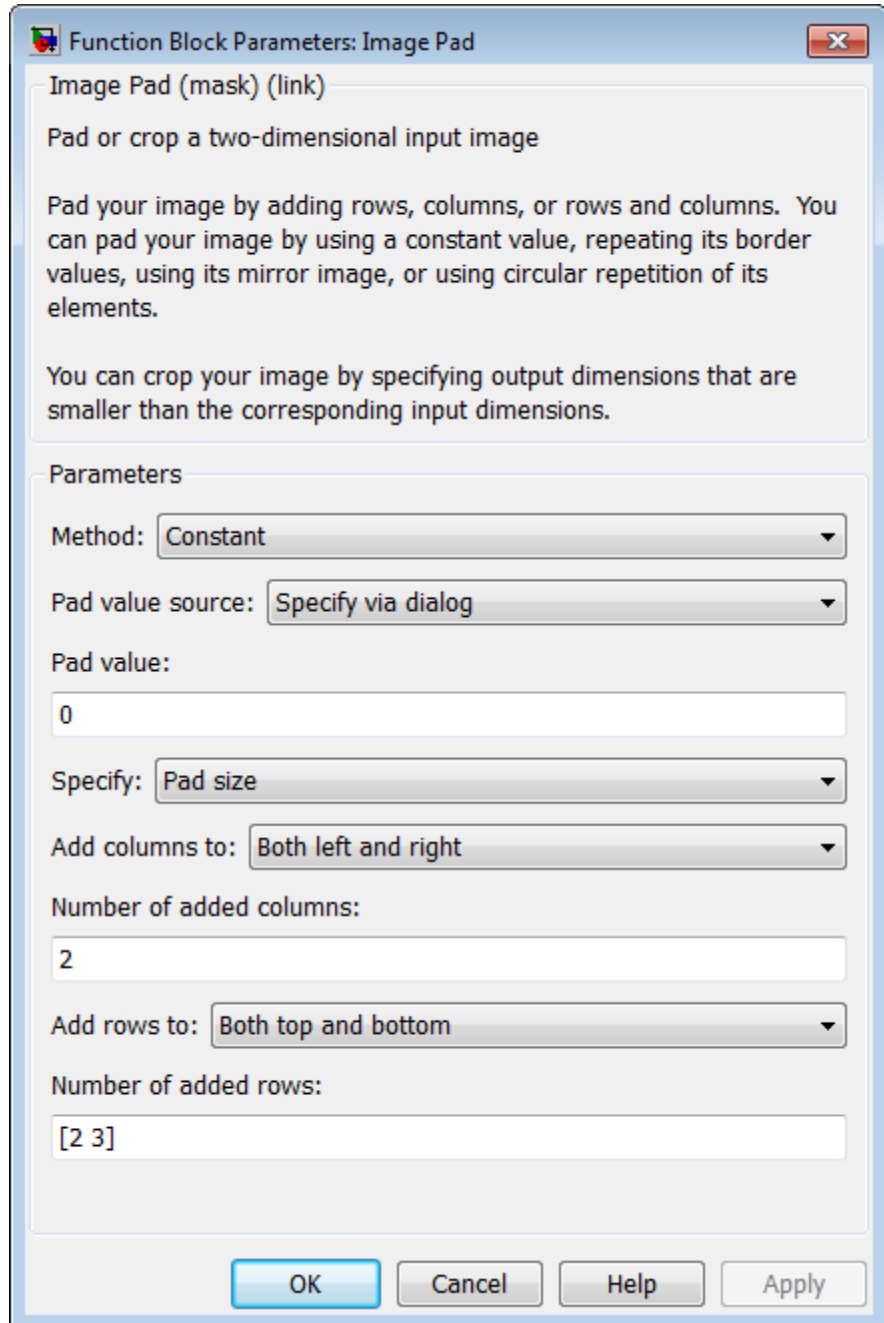 Function Block Parameters: Image Pad
Image Pad (mask) (link)
Pad or crop a two-dimensional input image
Pad your image by adding rows, columns, or rows and columns.  You
can pad your image by using a constant value, repeating its border
values, using its mirror image, or using circular repetition of its
elements.
You can crop your image by specifying output dimensions that are
smaller than the corresponding input dimensions.
Parameters
Method: Constant
Pad value source: Specify via dialog
Pad value:
0
Specify: Pad size
Add columns to: Both left and right
Number of added columns:
2
Add rows to: Both top and bottom
Number of added rows:
[2 3]
OK Cancel Help Apply